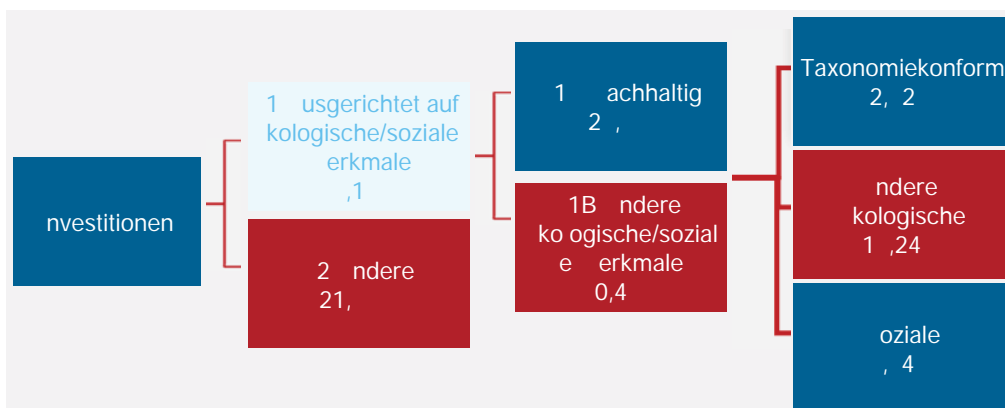 nvestitionen
1 usgerichtet auf
kologische/soziale
erkmale
,1
2 ndere
21,
1 achhaltig
2 ,
1B ndere
ko ogische/sozial
e erkmale
0,4
Taxonomiekonform
2, 2
ndere
kologische
1 ,24
oziale
, 4